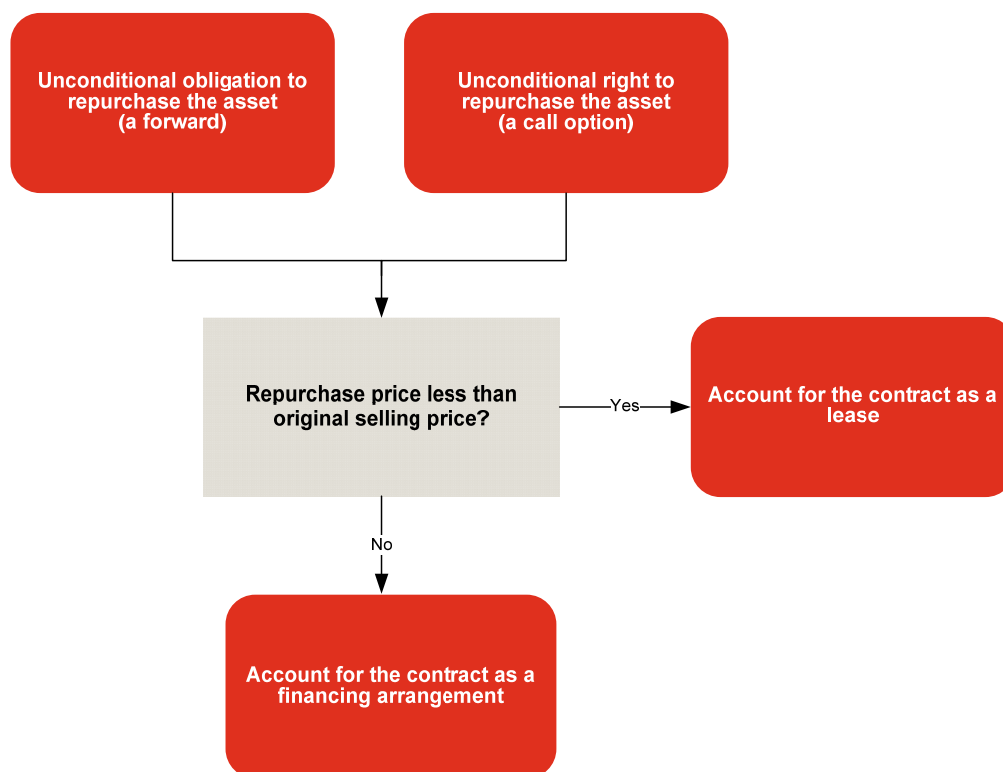 Unconditional obligation to
repurchase the asset
(a forward)
Unconditional right to
repurchase the asset
(a call option)
Repurchase price less than
original selling price?
Yes
Account for the contract as a
lease
No
Account for the contract as a
financing arrangement